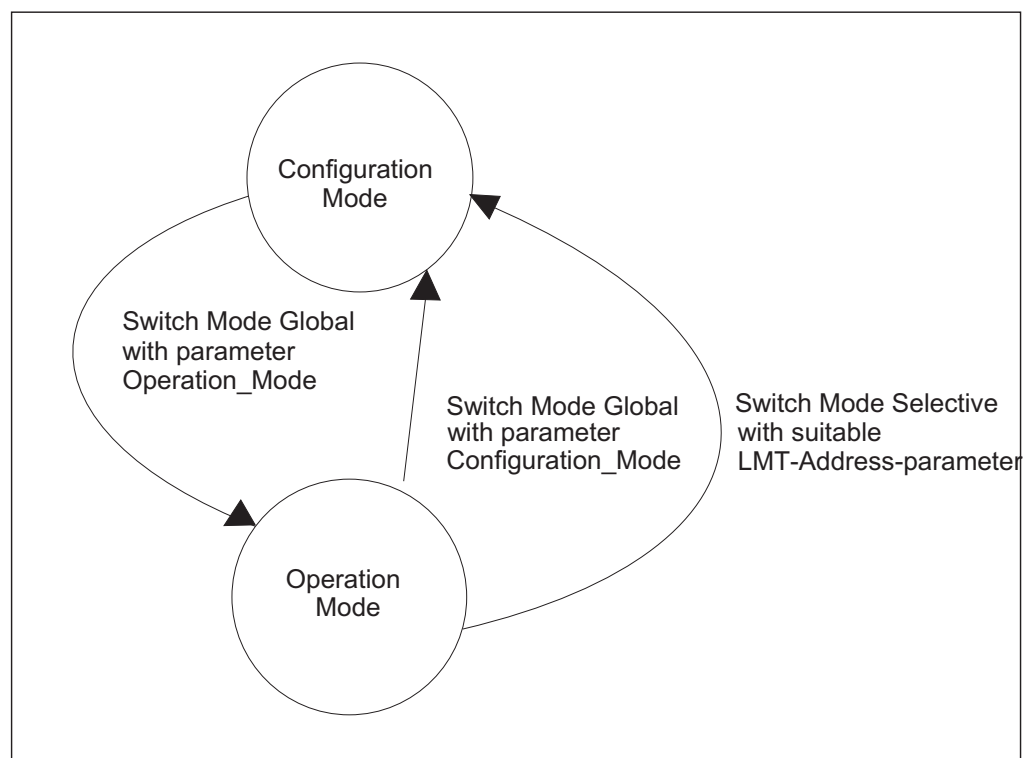 Configuration
Mode
Switch Mode Global
with parameter
Operation_Mode
Switch Mode Global
with parameter
Configuration_Mode
Switch Mode Selective
with suitable
LMT-Address-parameter
Operation
Mode